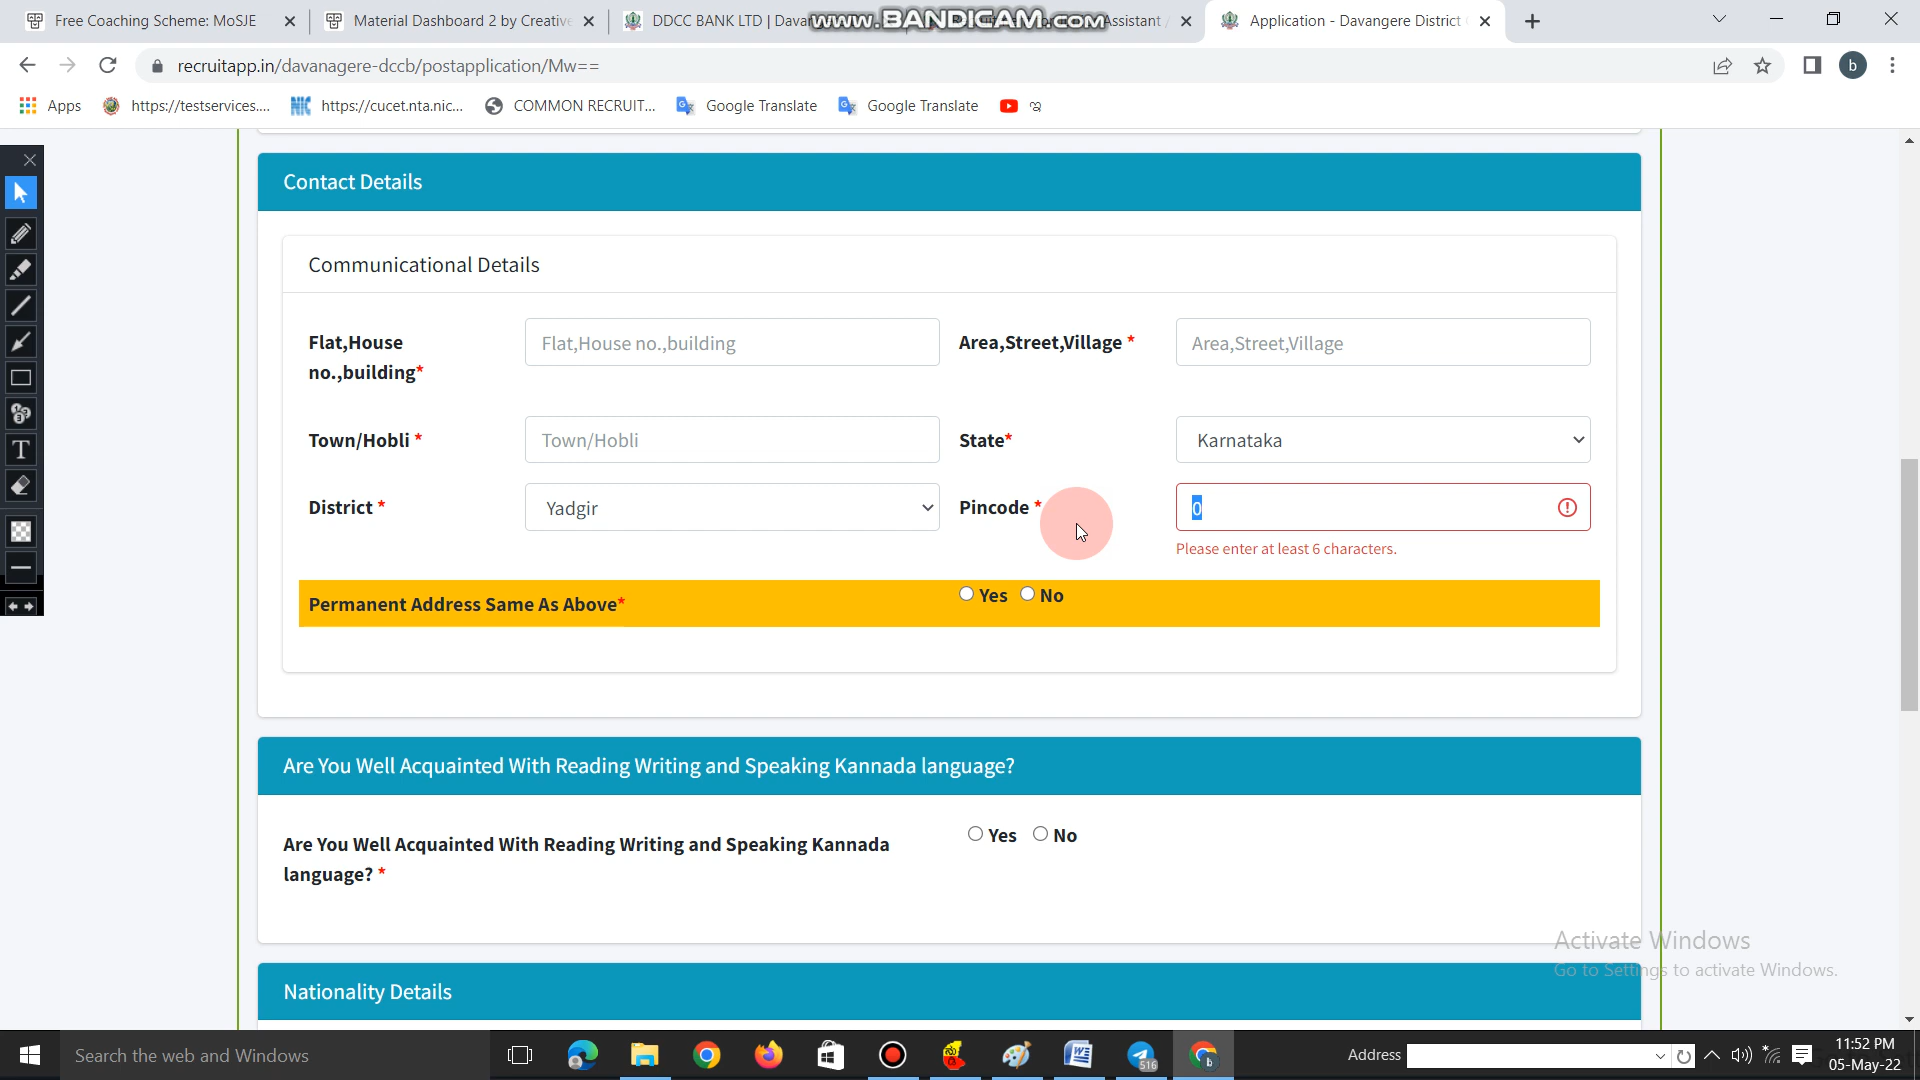 Free Coaching Scheme: MoSJE
Material Dashboard 2 by Creative
DDCC BANK LTD | Davan
WWW.BANDICAM.COM
Assistant /
Application - Davangere District C
recruitapp.in/davanagere-dccb/postapplication/Mw==
b
Apps
https://testservices....
NIC
https://cucet.nta.nic...
COMMON RECRUIT...
Google Translate
Google Translate
Contact Details
Communicational Details
Flat,House
no.,building*
Flat,House no.,building
Area,Street,Village *
Area,Street,Village
Town/Hobli *
Town/Hobli
State*
Karnataka
District *
Yadgir
Pincode *
0
Please enter at least 6 characters.
Permanent Address Same As Above*
Yes No
Are You Well Acquainted With Reading Writing and Speaking Kannada language?
Are You Well Acquainted With Reading Writing and Speaking Kannada
language? *
Yes No
Activate Windows
Go to Settings to activate Windows.
Nationality Details
Search the web and Windows
516
b
Address
11:52 PM
05-May-22